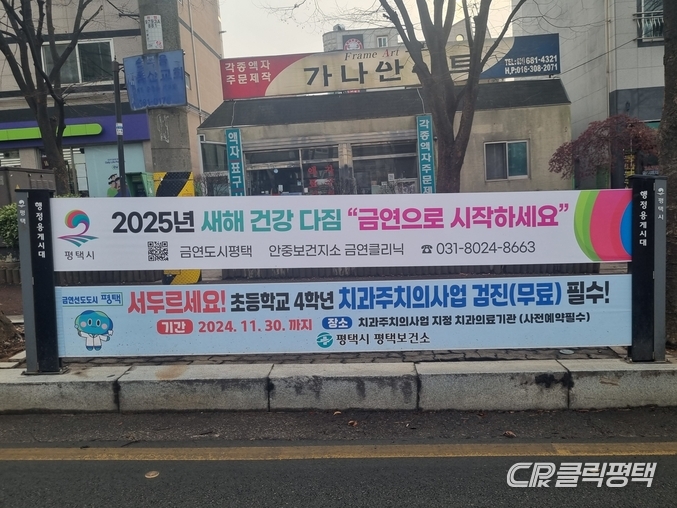 Frame Art
각종액자
주문제작
가나안
681-4321
각종액자주문제작
액자 표구
행정용게시대
평택
평택시
2025년 새해 건강 다짐 "금연으로 시작하세요"
금연도시평택 안중보건지소 금연클리닉 ☎ 031-8024-8663
평택
행정용게시대
금연선도도시 평택
서두르세요! 초등학교 4학년 치과주치의사업 검진(무료) 필수!
기간 2024. 11. 30. 까지 장소 치과주치의사업 지정 치과의료기관 (사전예약필수)
평택시 평택보건소
CP 클릭평택